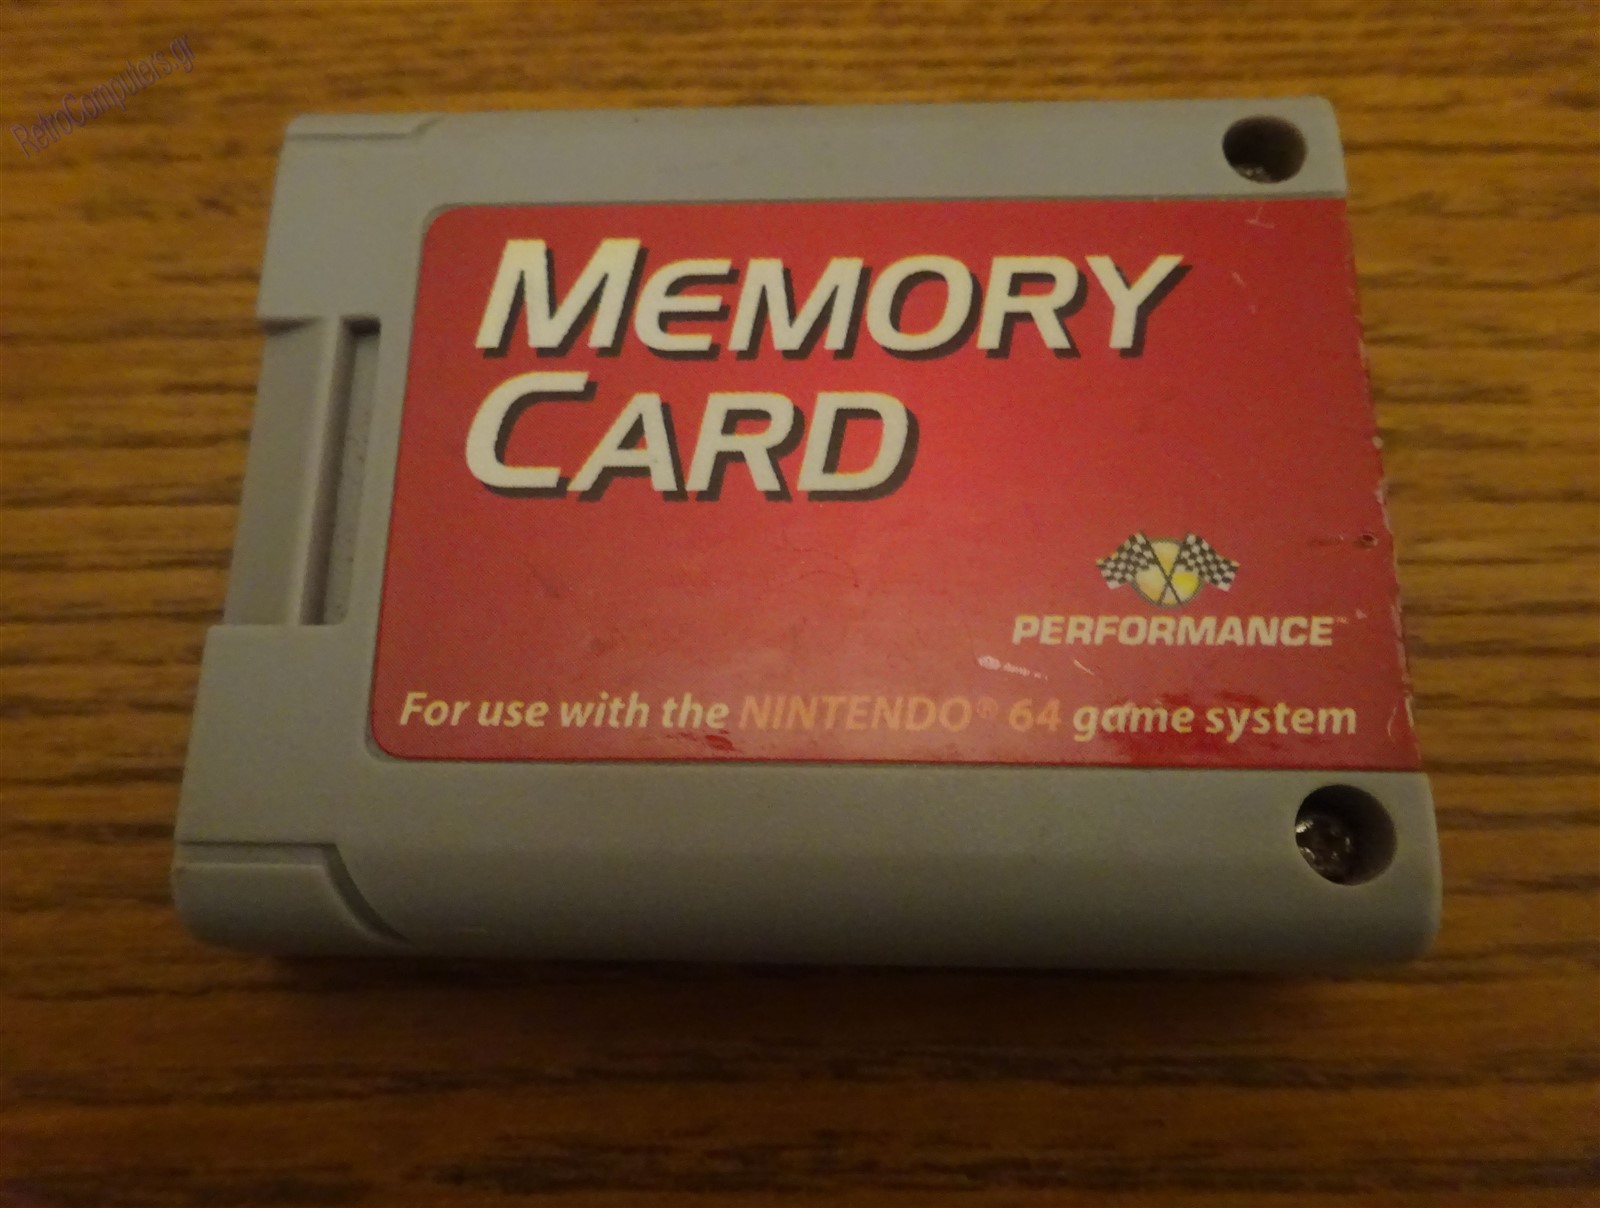 RetroComputers.gr
MEMORY
CARD
PERFORMANCE™
For use with the NINTENDO® 64 game system